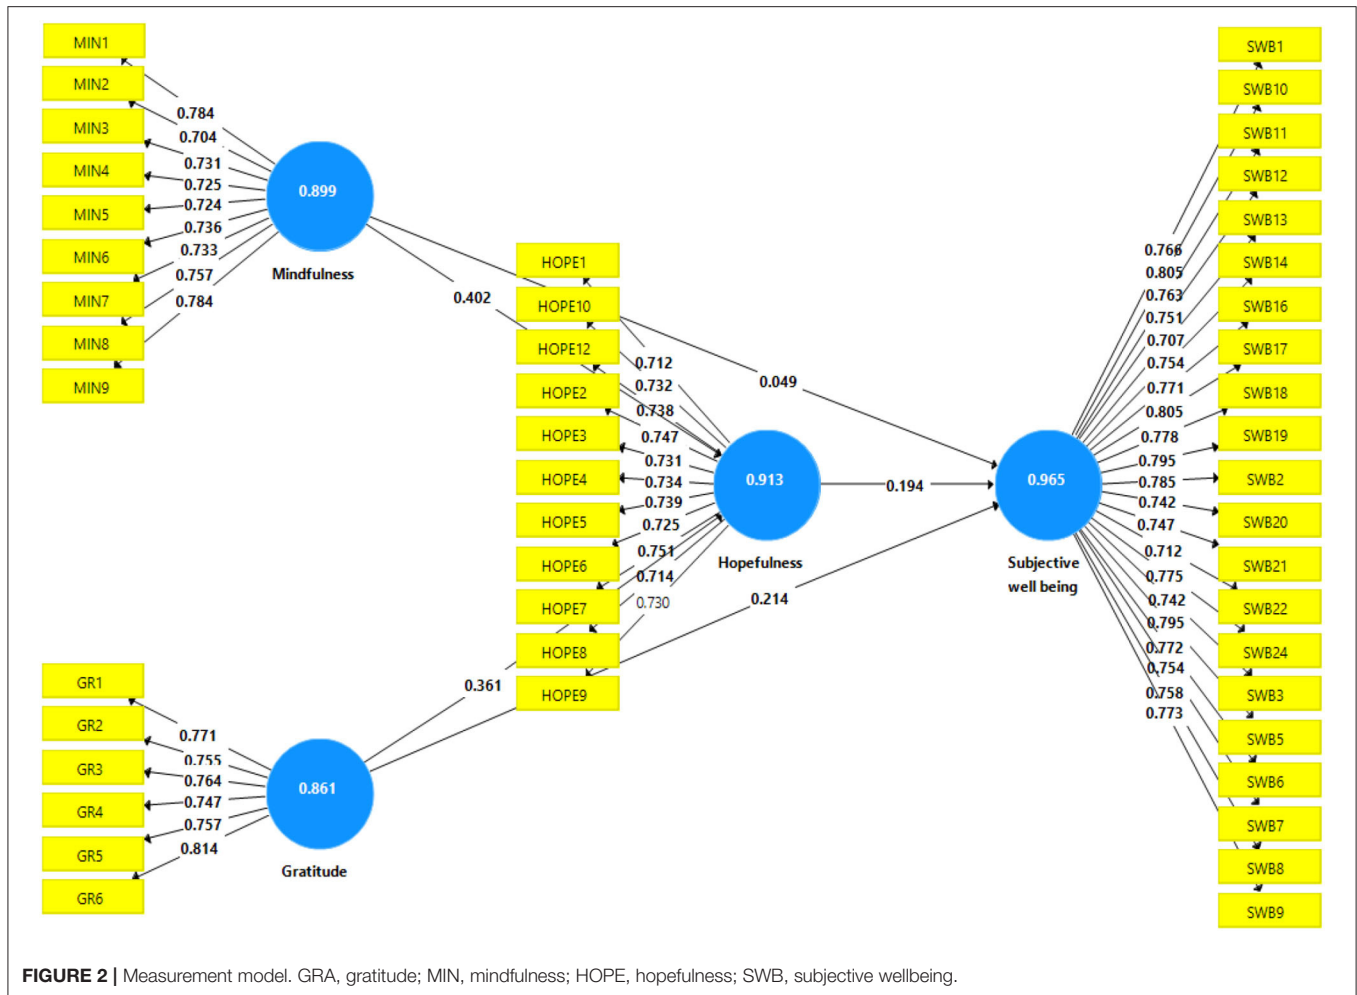 MIN1
MIN2
MIN3
MIN4
MIN5
MIN6
MIN7
MIN8
MIN9
0.784
0.704
0.731
0.725
0.724
0.736
0.733
0.757
0.784
0.899
Mindfulness
0.402
0.049
HOPE1
HOPE10
HOPE12
HOPE2
HOPE3
HOPE4
HOPE5
HOPE6
HOPE7
HOPE8
HOPE9
0.712
0.732
0.738
0.747
0.731
0.734
0.739
0.725
0.751
0.714
0.730
0.913
Hopefulness
0.194
0.214
0.361
GR1
GR2
GR3
GR4
GR5
GR6
0.771
0.755
0.764
0.747
0.757
0.814
0.861
Gratitude
0.965
Subjective
well being
0.766
0.805
0.763
0.751
0.707
0.754
0.771
0.805
0.778
0.795
0.785
0.742
0.747
0.712
0.775
0.742
0.795
0.772
0.754
0.758
0.773
SWB1
SWB10
SWB11
SWB12
SWB13
SWB14
SWB16
SWB17
SWB18
SWB19
SWB2
SWB20
SWB21
SWB22
SWB24
SWB3
SWB5
SWB6
SWB7
SWB8
SWB9
FIGURE 2 | Measurement model. GRA, gratitude; MIN, mindfulness; HOPE, hopefulness; SWB, subjective wellbeing.